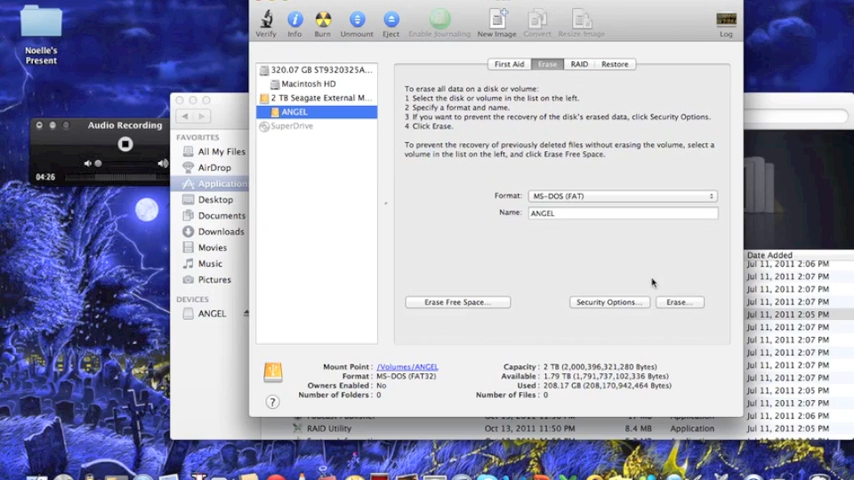 Noelle's
Present
Verify
Info
Burn
Unmount
Eject
Enable Journaling
New Image
Convert
Resize Image
Log
Audio Recording
04:26
FAVORITES
All My Files
AirDrop
Applications
Desktop
Documents
Downloads
Movies
Music
Pictures
DEVICES
ANGEL
320.07 GB ST9320325A...
Macintosh HD
2 TB Seagate External M...
ANGEL
SuperDrive
First Aid
Erase
RAID
Restore
To erase all data on a disk or volume:
1 Select the disk or volume in the list on the left.
2 Specify a format and name.
3 If you want to prevent the recovery of the disk's erased data, click Security Options.
4 Click Erase.
To prevent the recovery of previously deleted files without erasing the volume, select a
volume in the list on the left, and click Erase Free Space.
Format: MS-DOS (FAT)
Name: ANGEL
Erase Free Space...
Security Options...
Erase...
Mount Point: /Volumes/ANGEL
Format: MS-DOS (FAT32)
Owners Enabled: No
Number of Folders: 0
Capacity: 2 TB (2,000,396,321,280 Bytes)
Available: 1.79 TB (1,791,737,102,336 Bytes)
Used: 208.17 GB (208,170,942,464 Bytes)
Number of Files: 0
Date Added
Jul 11, 2011 2:06 PM
Jul 11, 2011 2:07 PM
Jul 11, 2011 2:07 PM
Jul 11, 2011 2:07 PM
Jul 11, 2011 2:05 PM
Jul 11, 2011 2:07 PM
Jul 11, 2011 2:07 PM
Jul 11, 2011 2:07 PM
Jul 11, 2011 2:05 PM
Jul 11, 2011 2:07 PM
Jul 11, 2011 2:07 PM
Jul 11, 2011 2:06 PM
RAID Utility
Oct 13, 2011 11:50 PM
8.4 MB
Application
Jul 11, 2011 2:05 PM